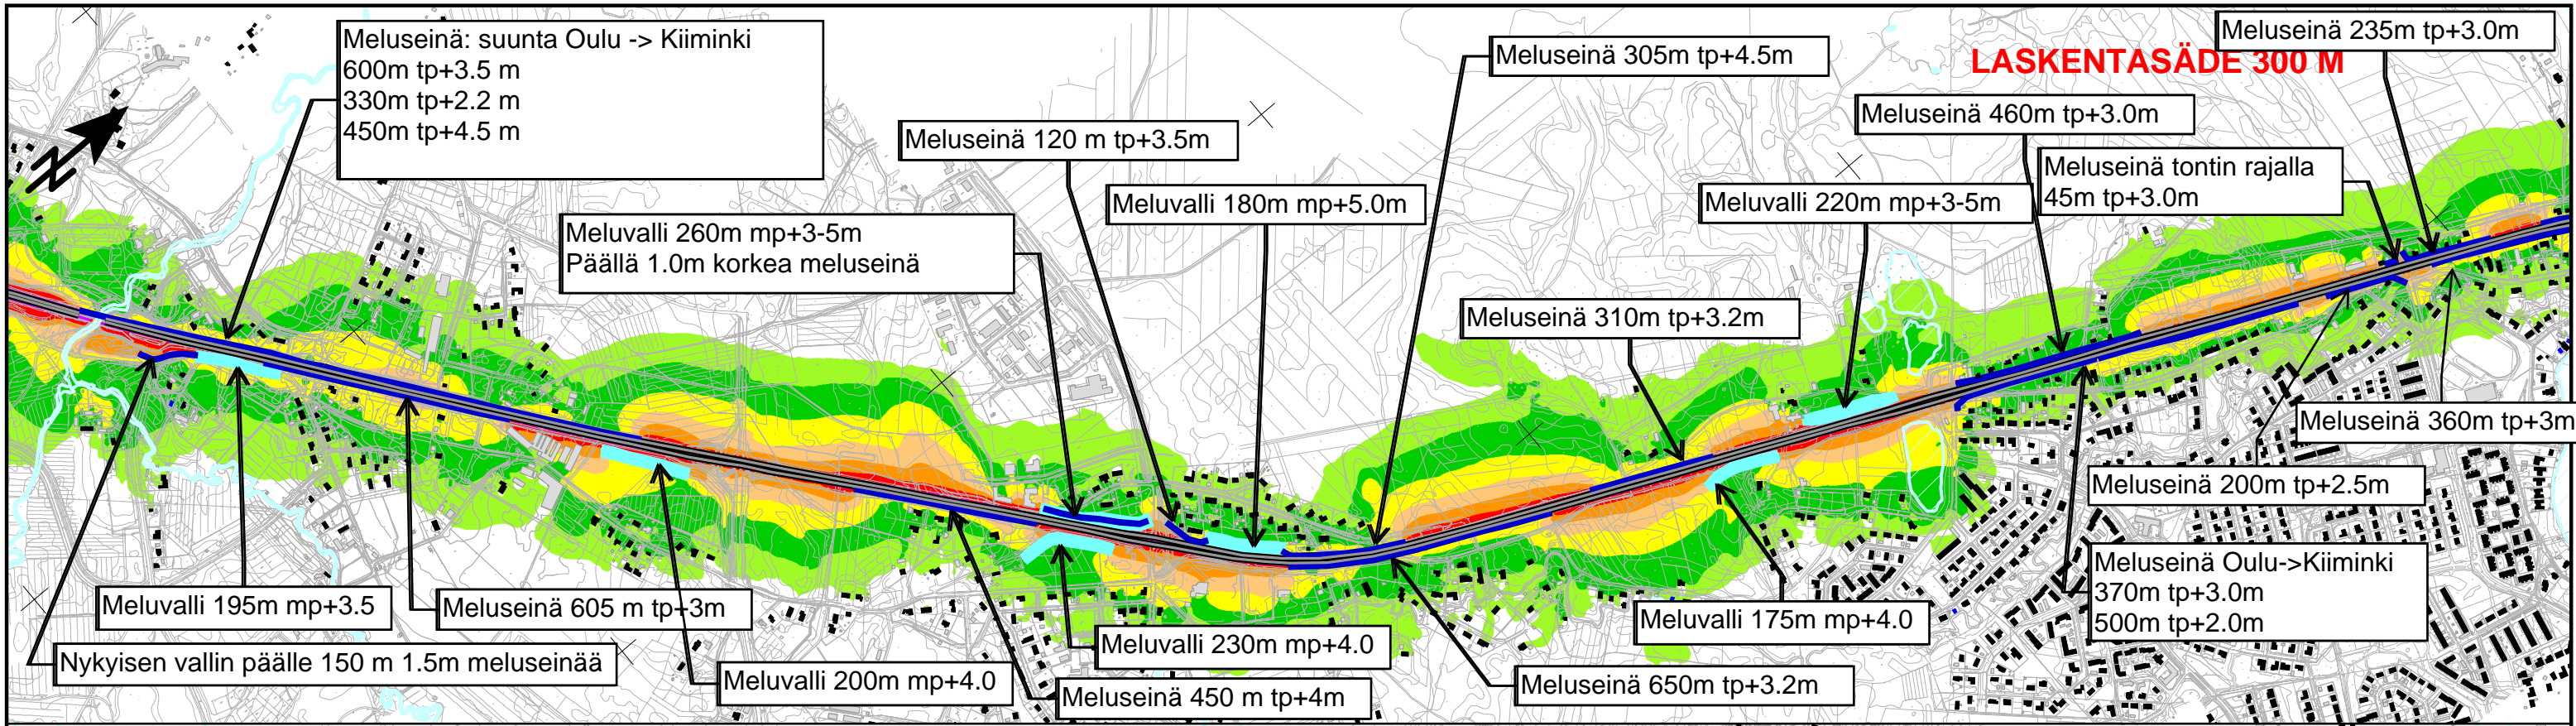 Meluseinä: suunta Oulu -> Kiiminki
600m tp+3.5 m
330m tp+2.2 m
450m tp+4.5 m
Meluseinä 235m tp+3.0m
LASKENTASÄDE 300 M
Meluseinä 305m tp+4.5m
Meluseinä 460m tp+3.0m
Meluseinä 120 m tp+3.5m
Meluseinä tontin rajalla
45m tp+3.0m
Meluvalli 180m mp+5.0m
Meluvalli 220m mp+3-5m
Meluvalli 260m mp+3-5m
Päällä 1.0m korkea meluseinä
Meluseinä 310m tp+3.2m
Meluseinä 360m tp+3m
Meluseinä 200m tp+2.5m
Meluseinä Oulu->Kiiminki
370m tp+3.0m
500m tp+2.0m
Meluvalli 195m mp+3.5
Meluseinä 605 m tp+3m
Meluvalli 175m mp+4.0
Meluvalli 230m mp+4.0
Nykyisen vallin päälle 150 m 1.5m meluseinää
Meluvalli 200m mp+4.0
Meluseinä 450 m tp+4m
Meluseinä 650m tp+3.2m